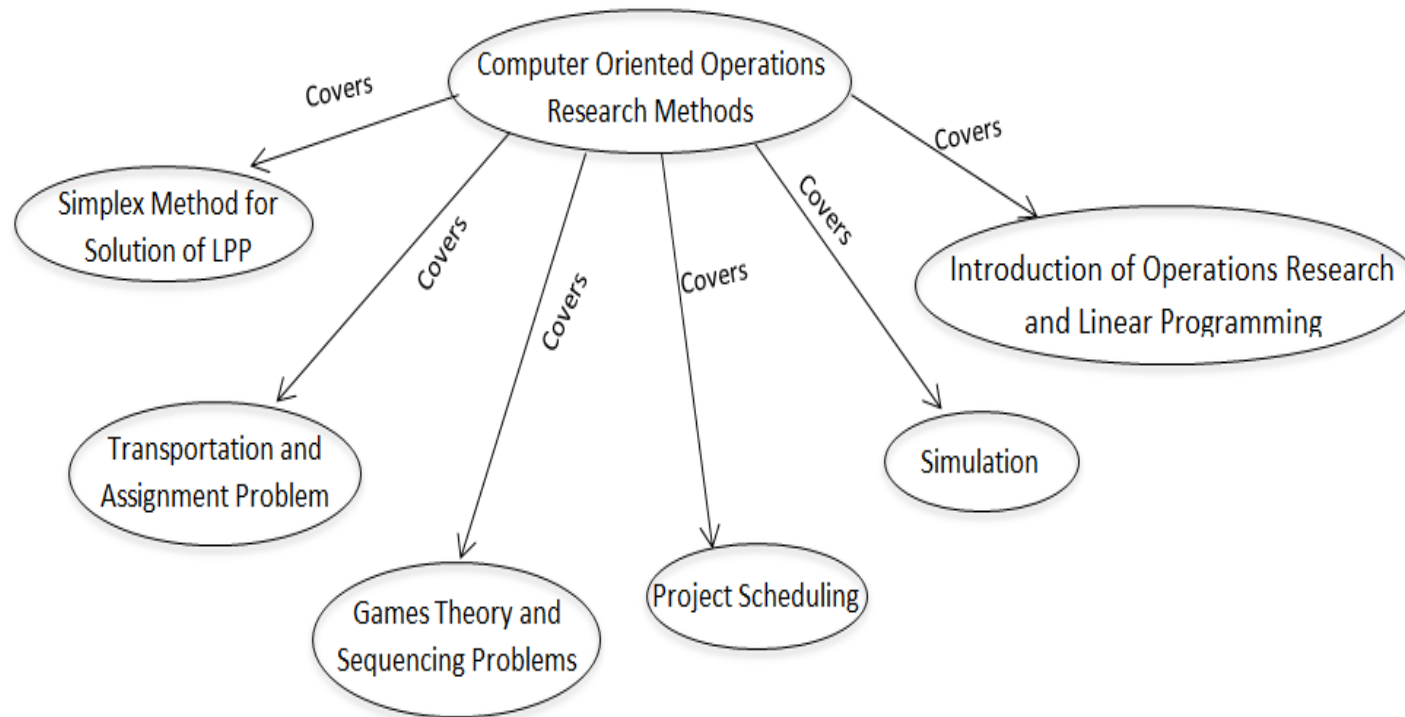 Computer Oriented Operations
Research Methods
Covers
Covers
Covers
Covers
Covers
Covers
Simplex Method for
Solution of LPP
Introduction of Operations Research
and Linear Programming
Transportation and
Assignment Problem
Simulation
Games Theory and
Sequencing Problems
Project Scheduling